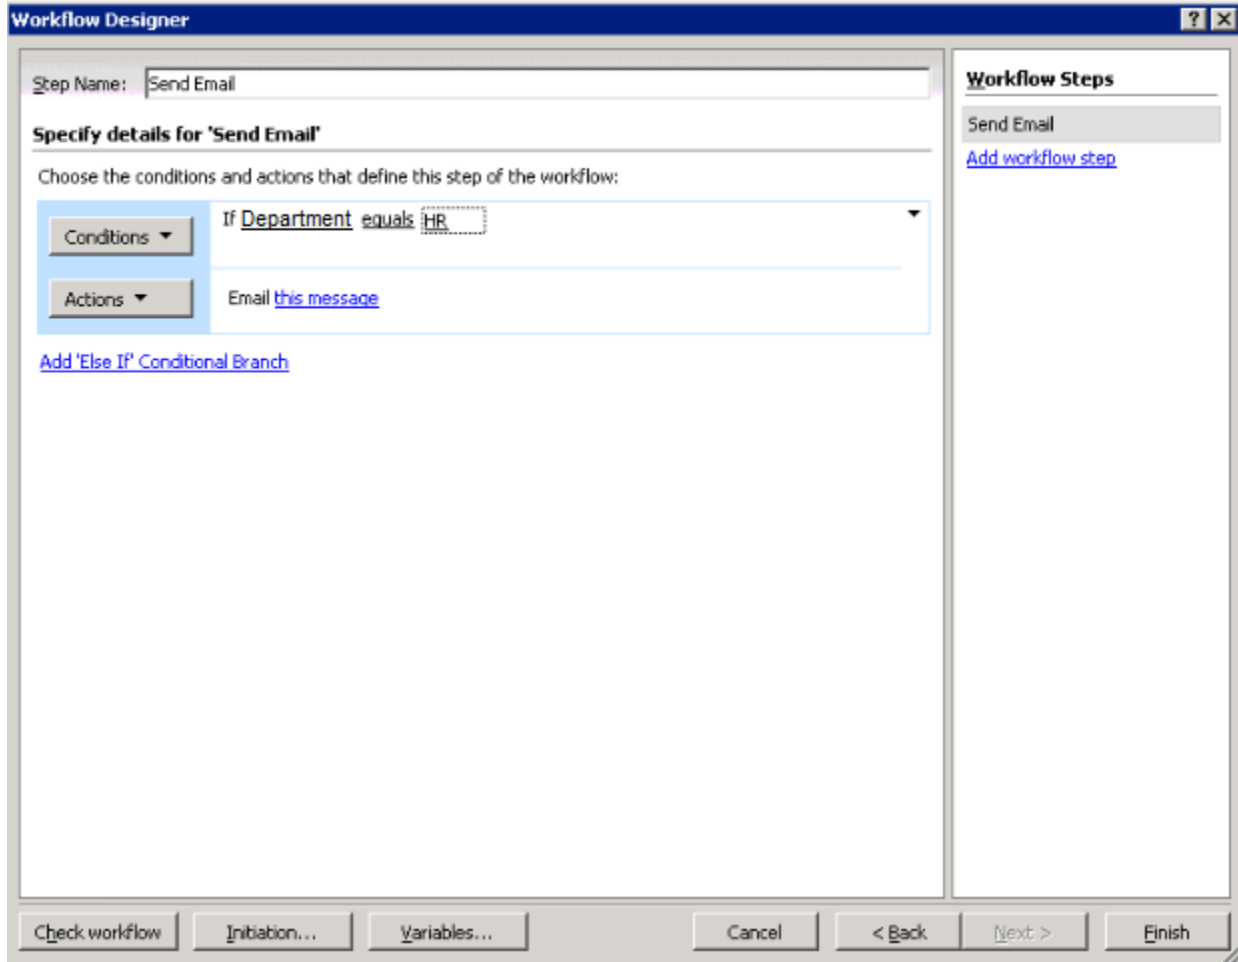 Workflow Designer
Step Name: Send Email
Specify details for 'Send Email'
Choose the conditions and actions that define this step of the workflow:
Conditions
If Department equals HR
Actions
Email this message
Add 'Else If' Conditional Branch
Workflow Steps
Send Email
Add workflow step
Check workflow Initiation... Variables... Cancel < Back Next > Finish